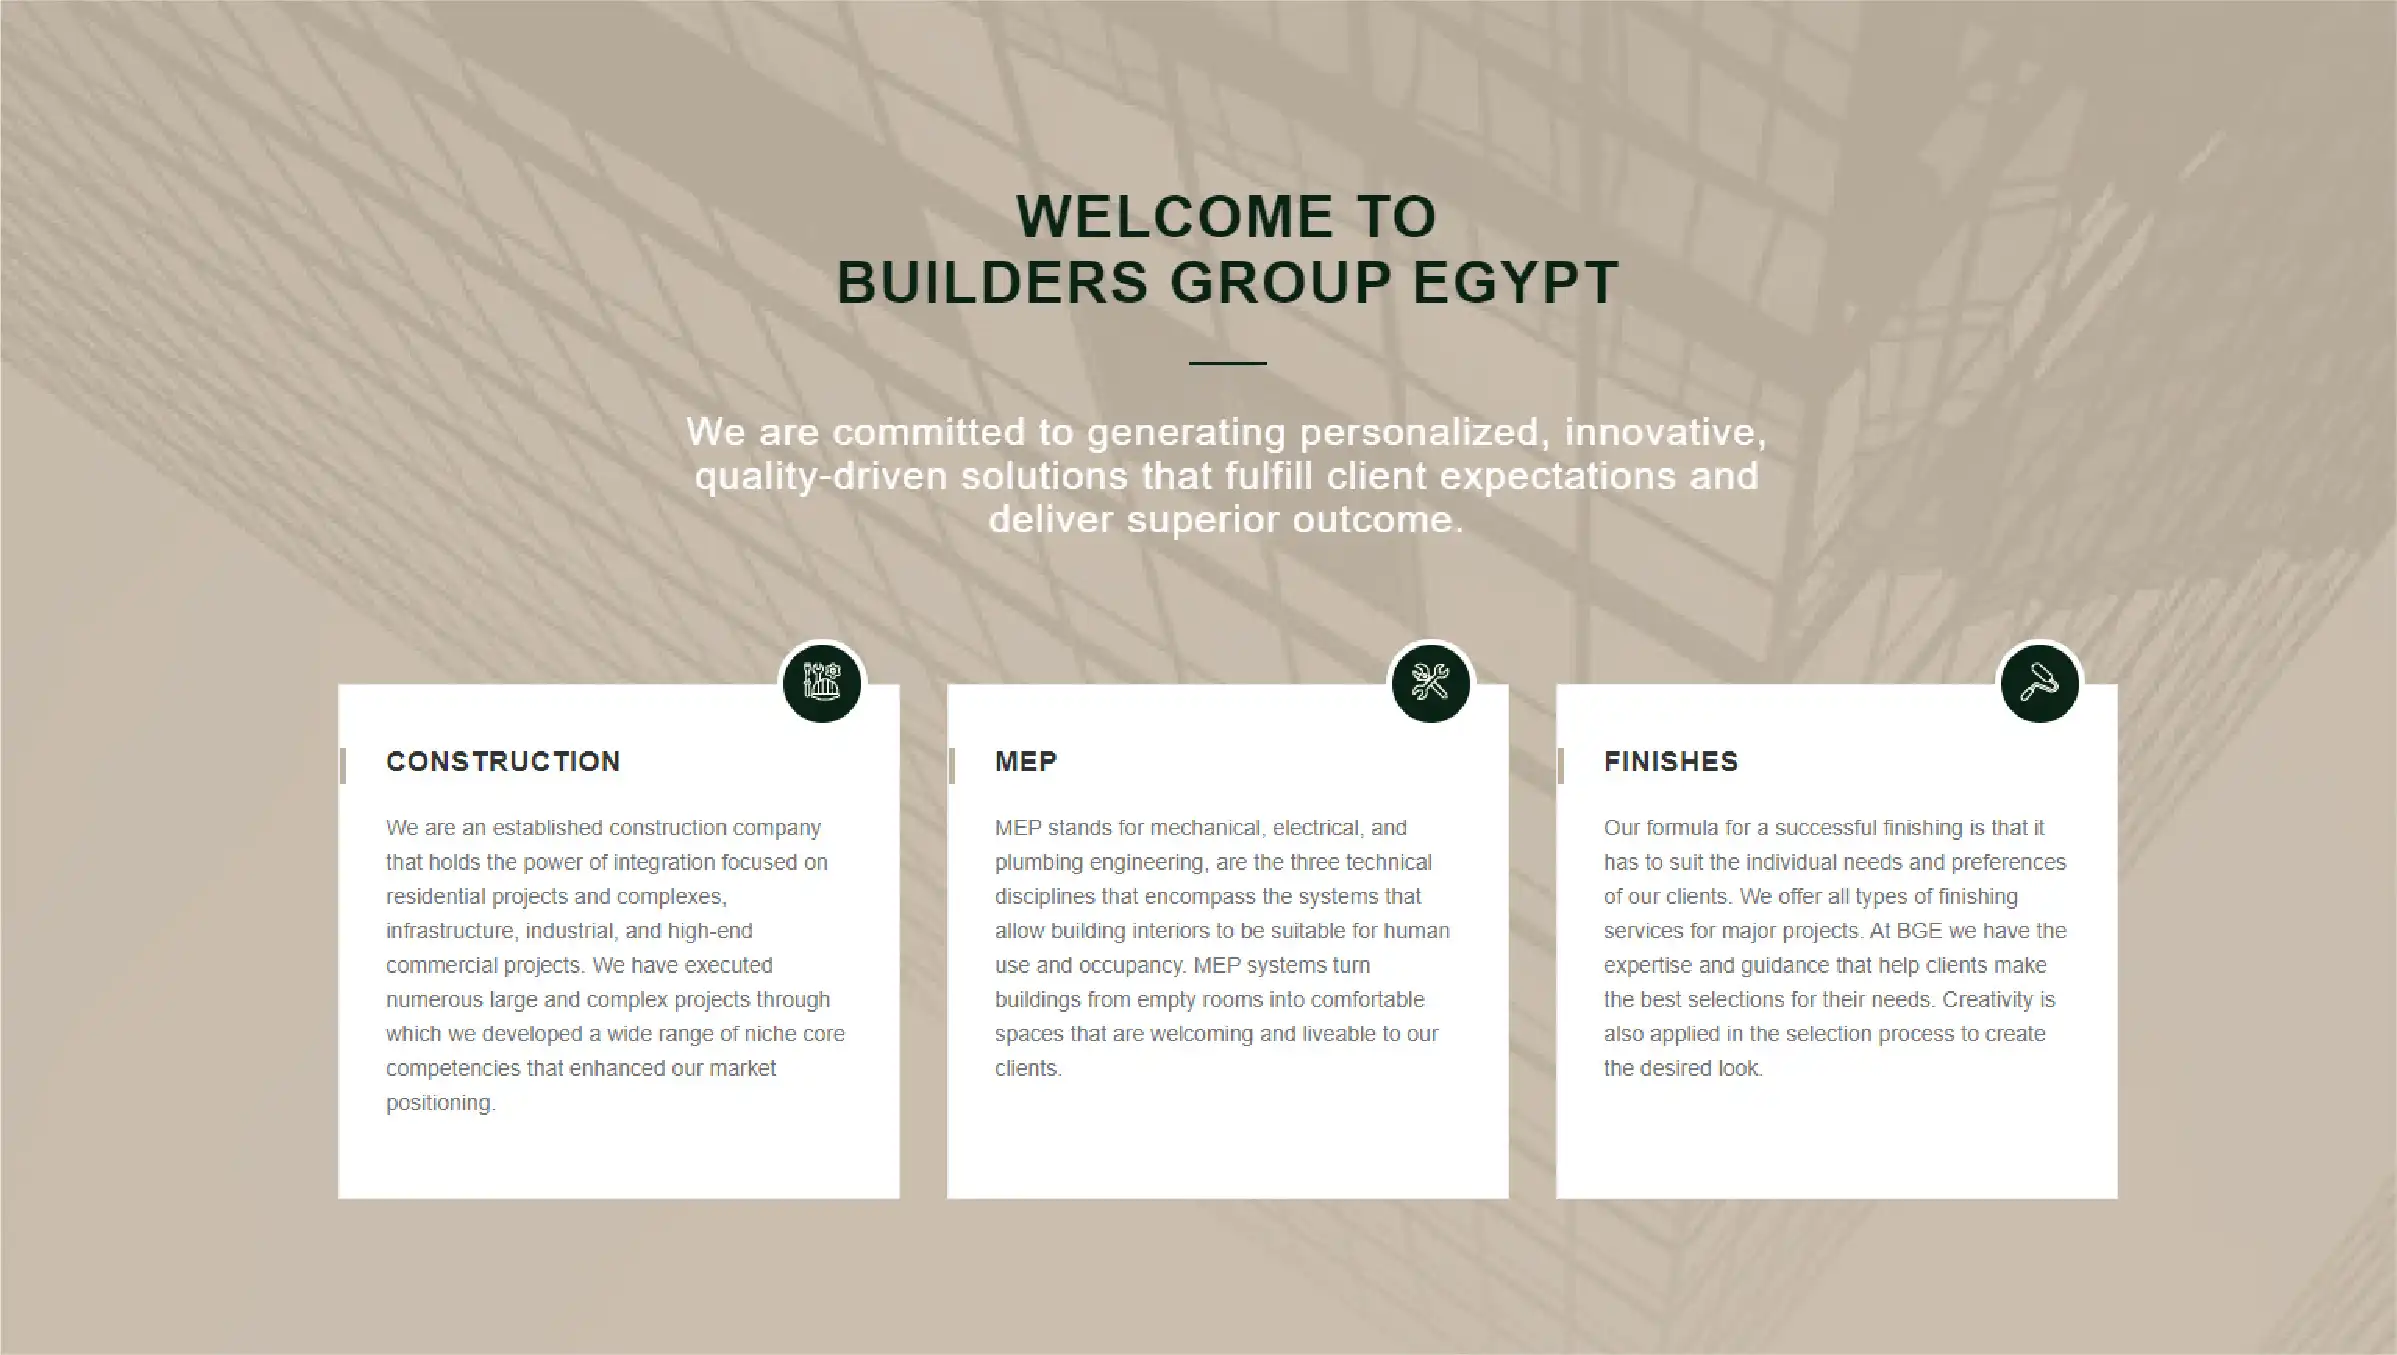 WELCOME TO
BUILDERS GROUP EGYPT
We are committed to generating personalized, innovative,
quality-driven solutions that fulfill client expectations and
deliver superior outcome.
CONSTRUCTION
We are an established construction company
that holds the power of integration focused on
residential projects and complexes,
infrastructure, industrial, and high-end
commercial projects. We have executed
numerous large and complex projects through
which we developed a wide range of niche core
competencies that enhanced our market
positioning.
MEP
MEP stands for mechanical, electrical, and
plumbing engineering, are the three technical
disciplines that encompass the systems that
allow building interiors to be suitable for human
use and occupancy. MEP systems turn
buildings from empty rooms into comfortable
spaces that are welcoming and liveable to our
clients.
FINISHES
Our formula for a successful finishing is that it
has to suit the individual needs and preferences
of our clients. We offer all types of finishing
services for major projects. At BGE we have the
expertise and guidance that help clients make
the best selections for their needs. Creativity is
also applied in the selection process to create
the desired look.